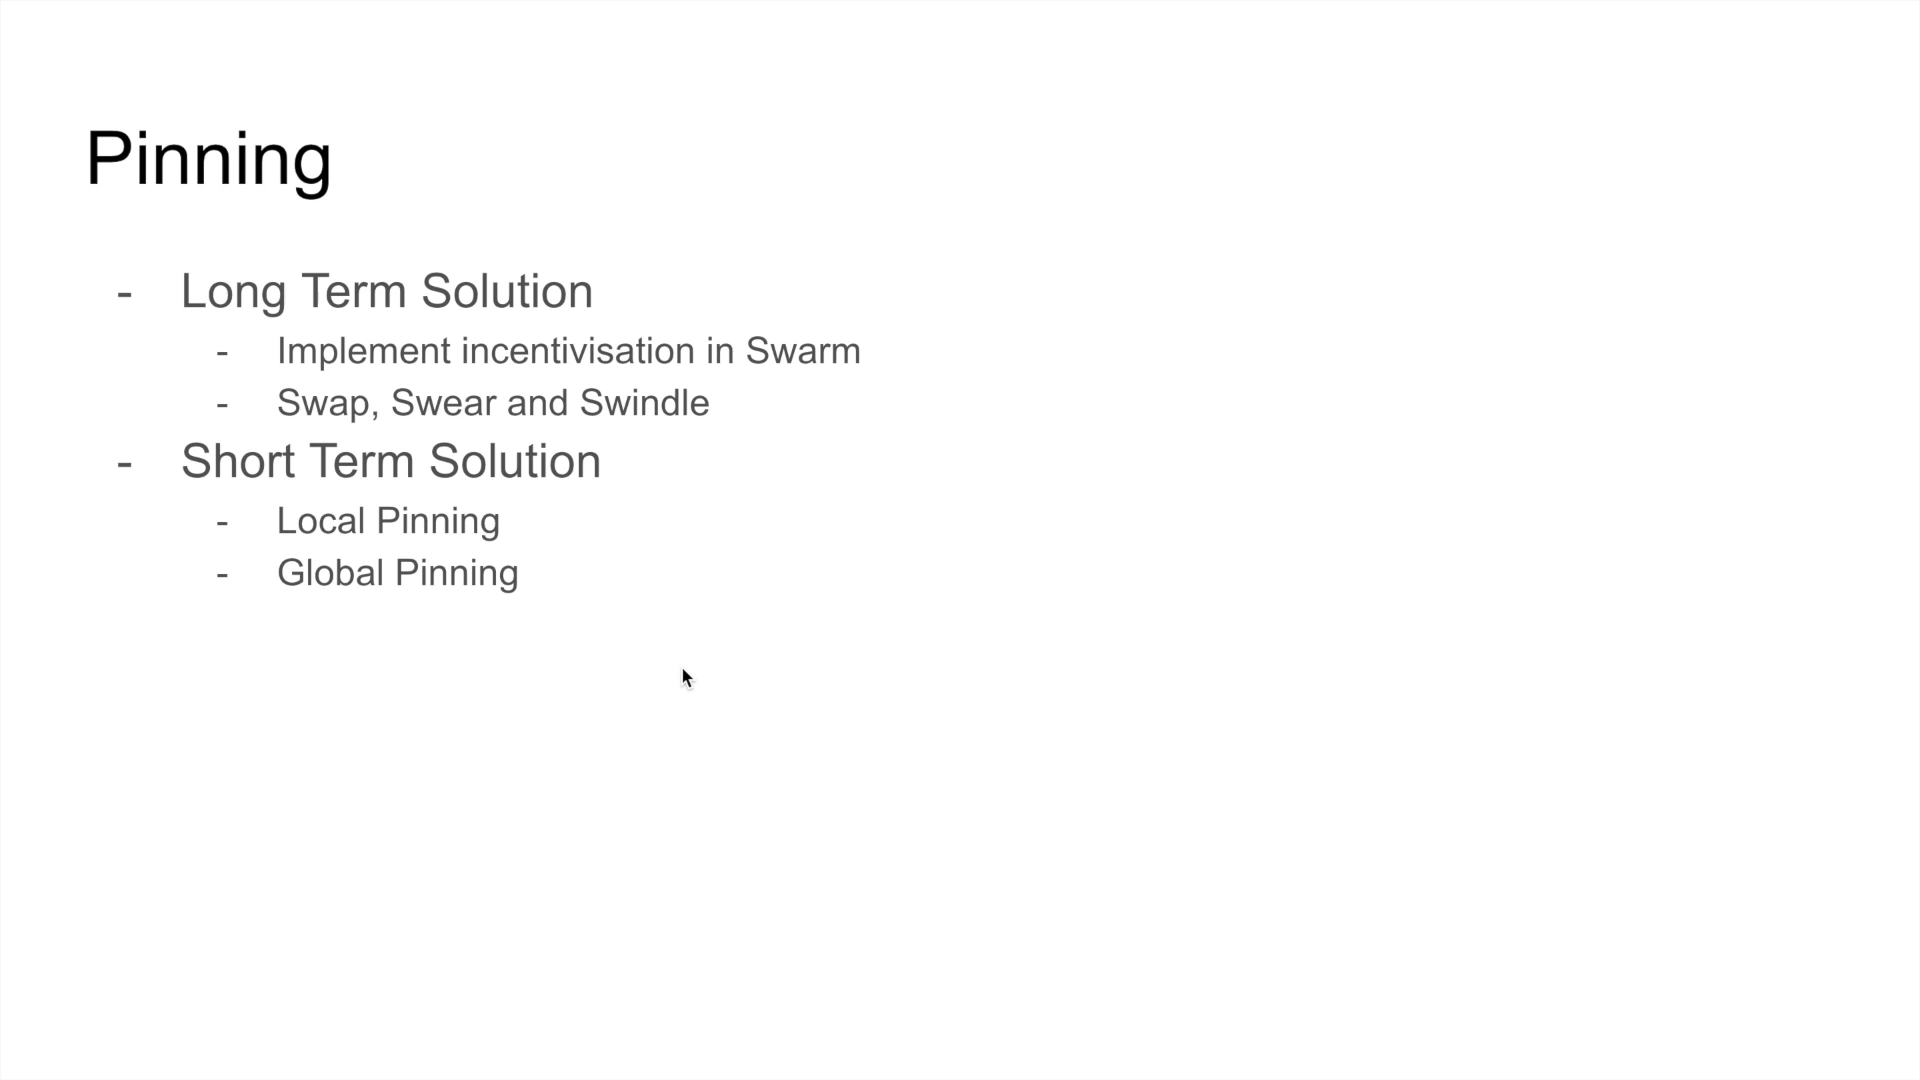 Pinning
- Long Term Solution
- Implement incentivisation in Swarm
- Swap, Swear and Swindle
- Short Term Solution
- Local Pinning
- Global Pinning